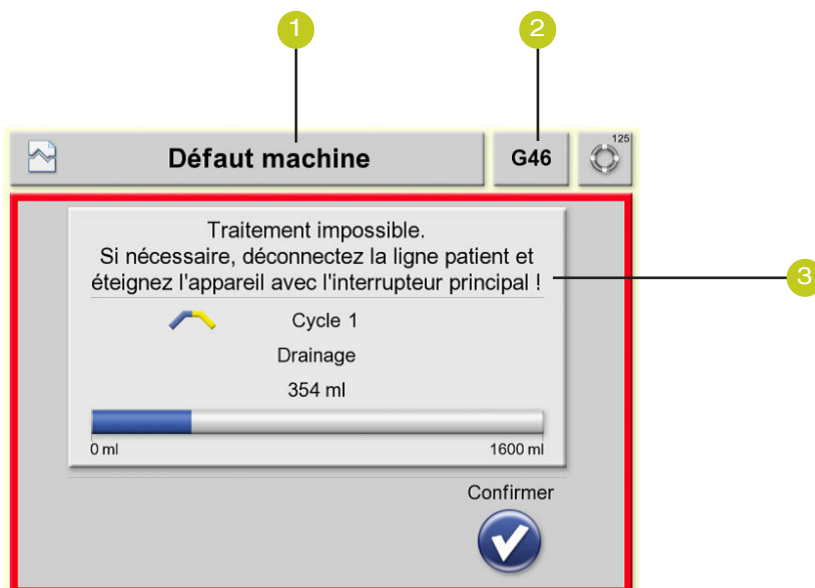 1
2
Défaut machine
G46
125
Traitement impossible.
Si nécessaire, déconnectez la ligne patient et
éteignez l'appareil avec l'interrupteur principal !
3
Cycle 1
Drainage
354 ml
0 ml
1600 ml
Confirmer